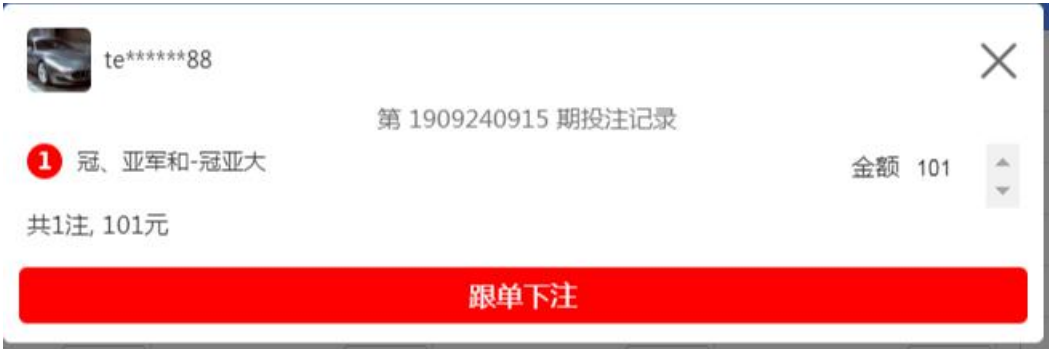 te******88
第 1909240915 期投注记录
1 冠、亚军和-冠亚大 金额 101
共1注, 101元
跟单下注